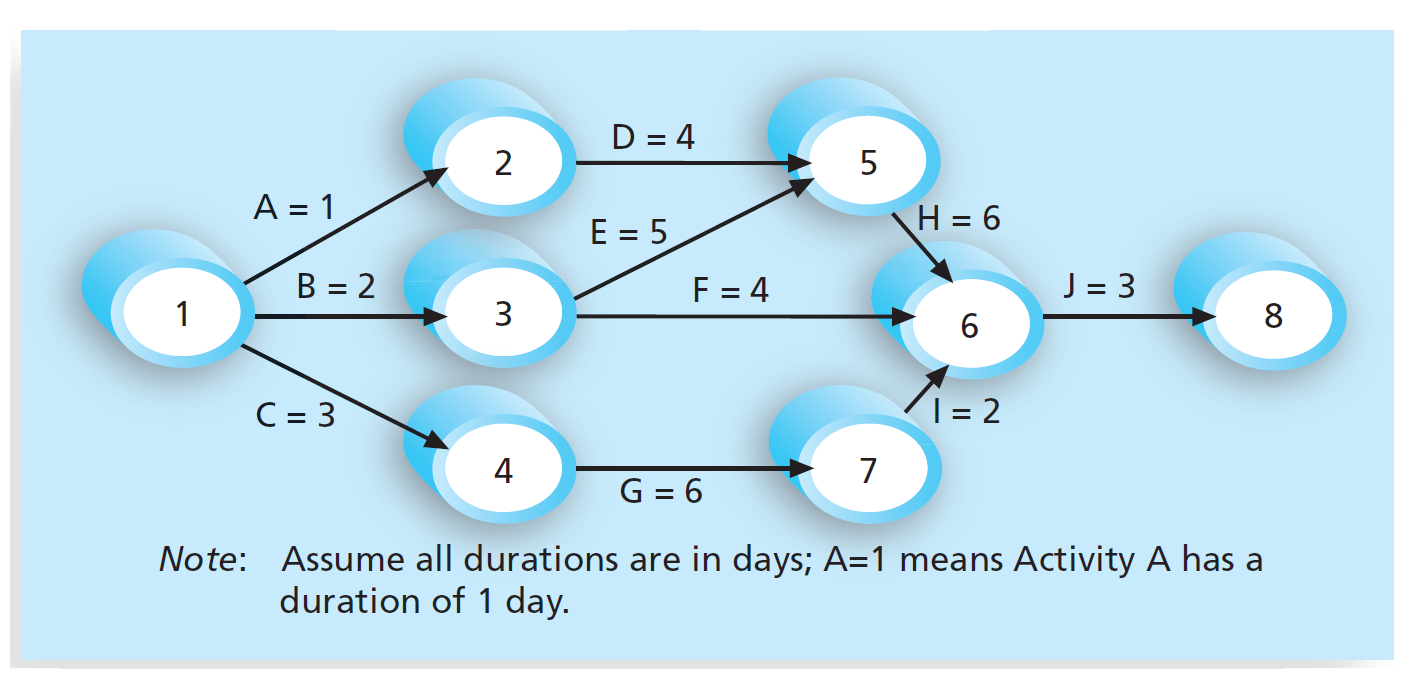 D = 4
2
5
A = 1
H = 6
E = 5
B = 2
F = 4
J = 3
1
3
6
8
C = 3
I = 2
4
7
G = 6
Note: Assume all durations are in days; A=1 means Activity A has a
duration of 1 day.